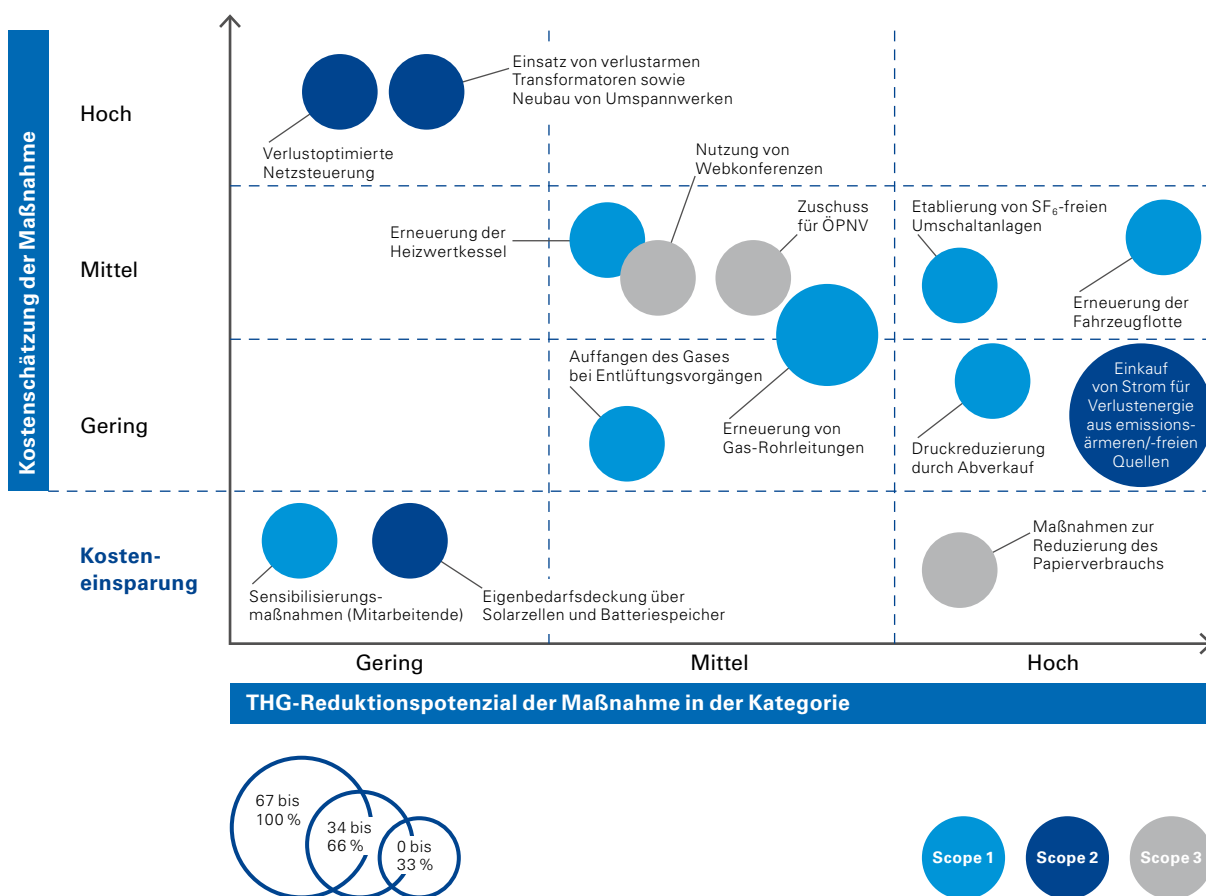 Kostenschätzung der Maßnahme
Hoch
Mittel
Gering
Kosten-
einsparung
Einsatz von verlustarmen
Transformatoren sowie
Neubau von Umspannwerken
Verlustoptimierte
Netzsteuerung
Nutzung von
Webkonferenzen
Erneuerung der
Heizwertkessel
Zuschuss
für ÖPNV
Etablierung von SF₆-freien
Umschaltanlagen
Erneuerung der
Fahrzeugflotte
Auffangen des Gases
bei Entlüftungsvorgängen
Erneuerung von
Gas-Rohrleitungen
Druckreduzierung
durch Abverkauf
Einkauf
von Strom für
Verlustenergie
aus emissions-
ärmeren/-freien
Quellen
Sensibilisierungs-
maßnahmen (Mitarbeitende)
Eigenbedarfsdeckung über
Solarzellen und Batteriespeicher
Maßnahmen zur
Reduzierung des
Papierverbrauchs
Gering
Mittel
Hoch
THG-Reduktionspotenzial der Maßnahme in der Kategorie
67 bis
100 %
34 bis
66 %
0 bis
33 %
Scope 1
Scope 2
Scope 3